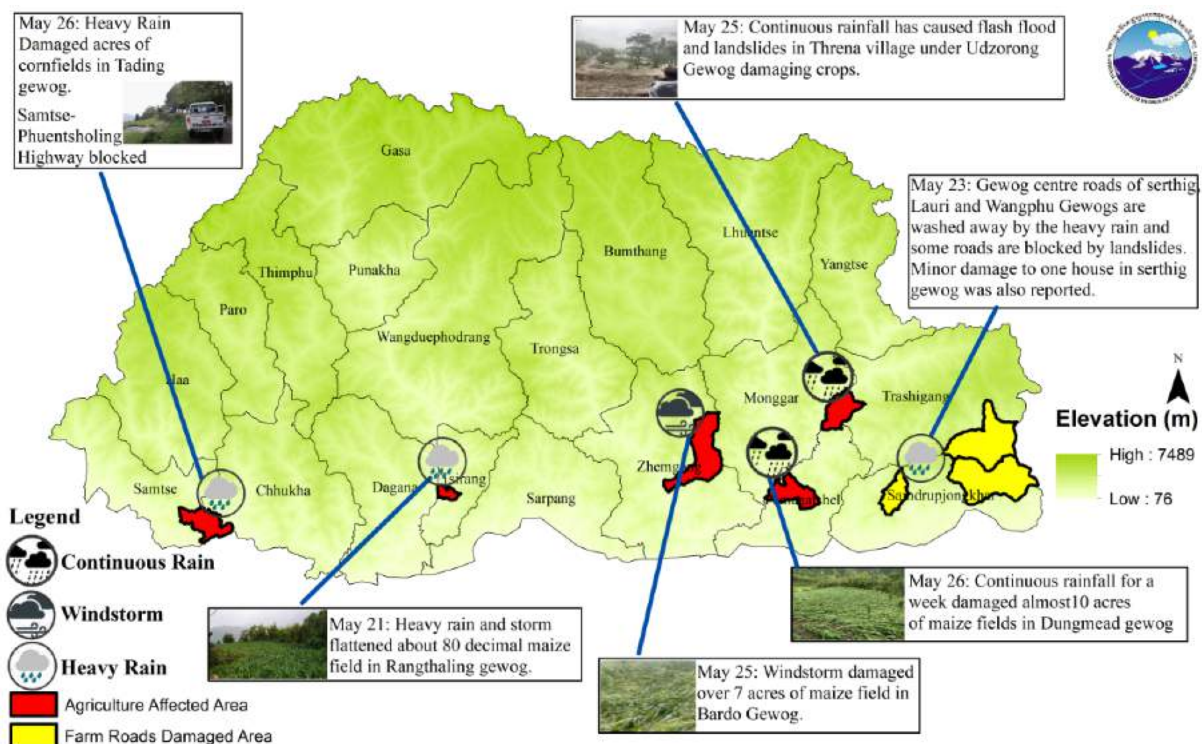 May 26: Heavy Rain
Damaged acres of
cornfields in Tading
gewog.
Samtse-
Phuentsholing
Highway blocked
May 25: Continuous rainfall has caused flash flood
and landslides in Threna village under Udzorong
Gewog damaging crops.
May 23: Gewog centre roads of serthig,
Lauri and Wangphu Gewogs are
washed away by the heavy rain and
some roads are blocked by landslides.
Minor damage to one house in serthig
gewog was also reported.
Gasa
Bumthang
Lhuentse
Yangtse
Punakha
Thimphu
Paro
Wangduephodrang
Trongsa
Haa
Monggar
Trashigang
N
Elevation (m)
High : 7489
Low : 76
Zhemgang
Samtse
Chhukha
Dagana
Tsirang
Sarpang
Samdrupjongkhar
Legend
Continuous Rain
Windstorm
Heavy Rain
Agriculture Affected Area
Farm Roads Damaged Area
May 21: Heavy rain and storm
flattened about 80 decimal maize
field in Rangthaling gewog.
May 26: Continuous rainfall for a
week damaged almost10 acres
of maize fields in Dungmead gewog
May 25: Windstorm damaged
over 7 acres of maize field in
Bardo Gewog.